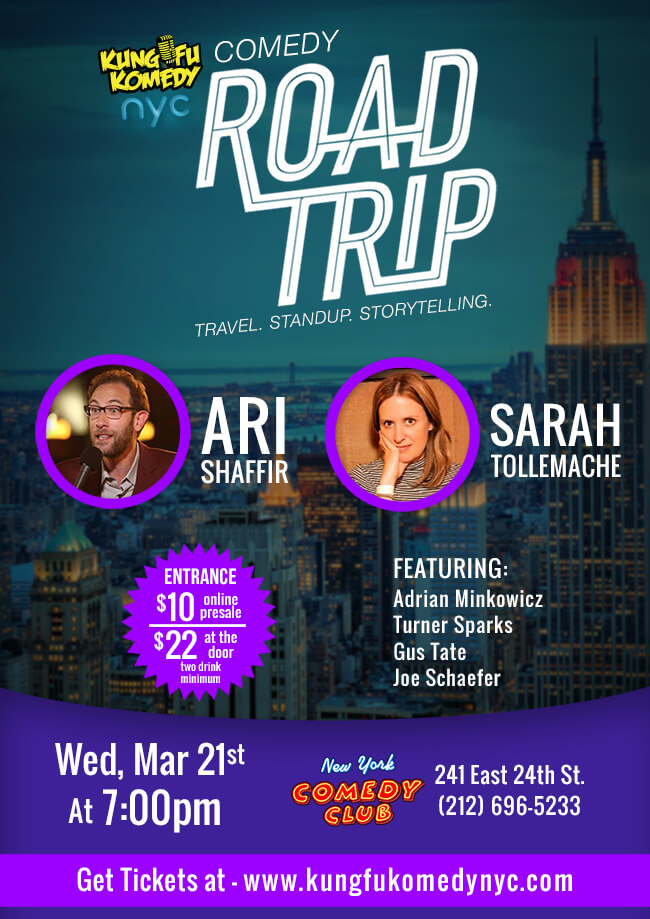 KUNG FU
KOMEDY
nyc
COMEDY
ROAD
TRIP
TRAVEL. STANDUP. STORYTELLING.
ARI
SHAFFIR
SARAH
TOLLEMACHE
ENTRANCE
$10 online presale
$22 at the door
two drink
minimum
FEATURING:
Adrian Minkowicz
Turner Sparks
Gus Tate
Joe Schaefer
Wed, Mar 21st
At 7:00pm
New York
COMEDY
CLUB
241 East 24th St.
(212) 696-5233
Get Tickets at - www.kungfukomedynyc.com